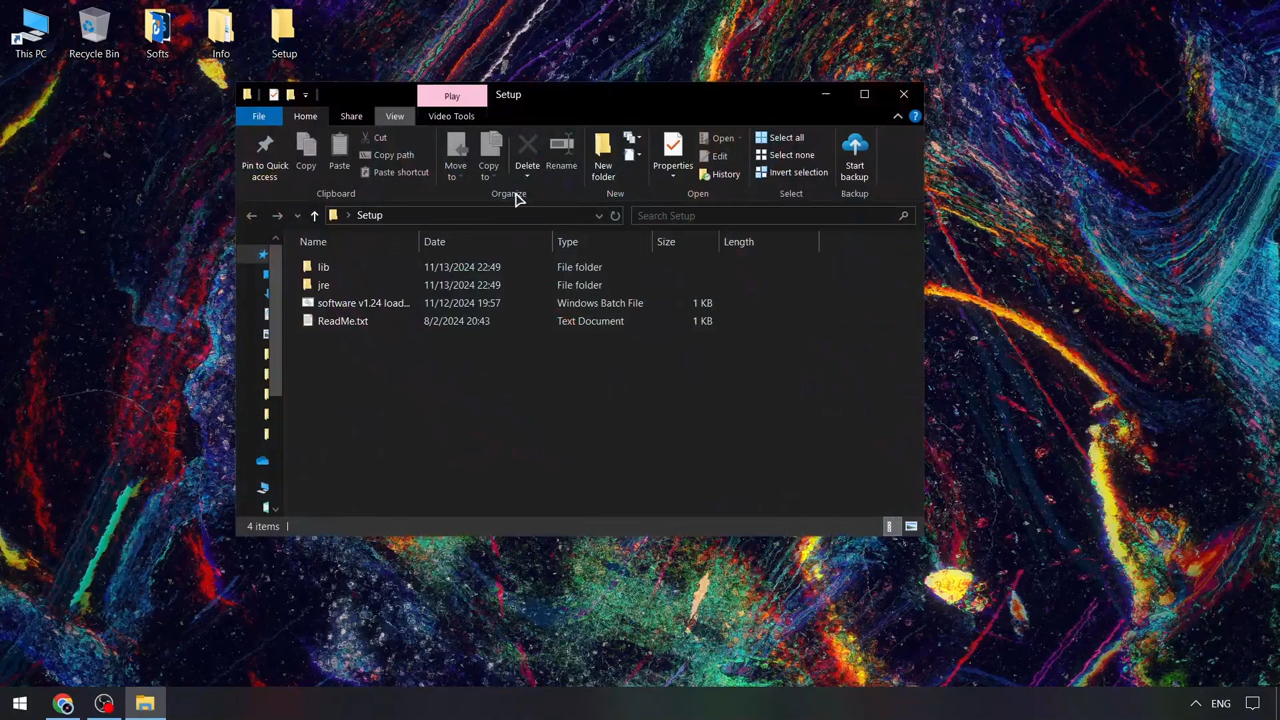 This PC
Recycle Bin
Softs
Info
Setup
Play
Setup
File
Home
Share
View
Video Tools
Pin to Quick access
Copy
Paste
Cut
Copy path
Paste shortcut
Move to
Copy to
Delete
Rename
New folder
Properties
Open
Edit
History
Select all
Select none
Invert selection
Start backup
Clipboard
Organize
New
Open
Select
Backup
Setup
Search Setup
Name
Date
Type
Size
Length
lib 11/13/2024 22:49 File folder
jre 11/13/2024 22:49 File folder
software v1.24 load... 11/12/2024 19:57 Windows Batch File 1 KB
ReadMe.txt 8/2/2024 20:43 Text Document 1 KB
4 items
ENG